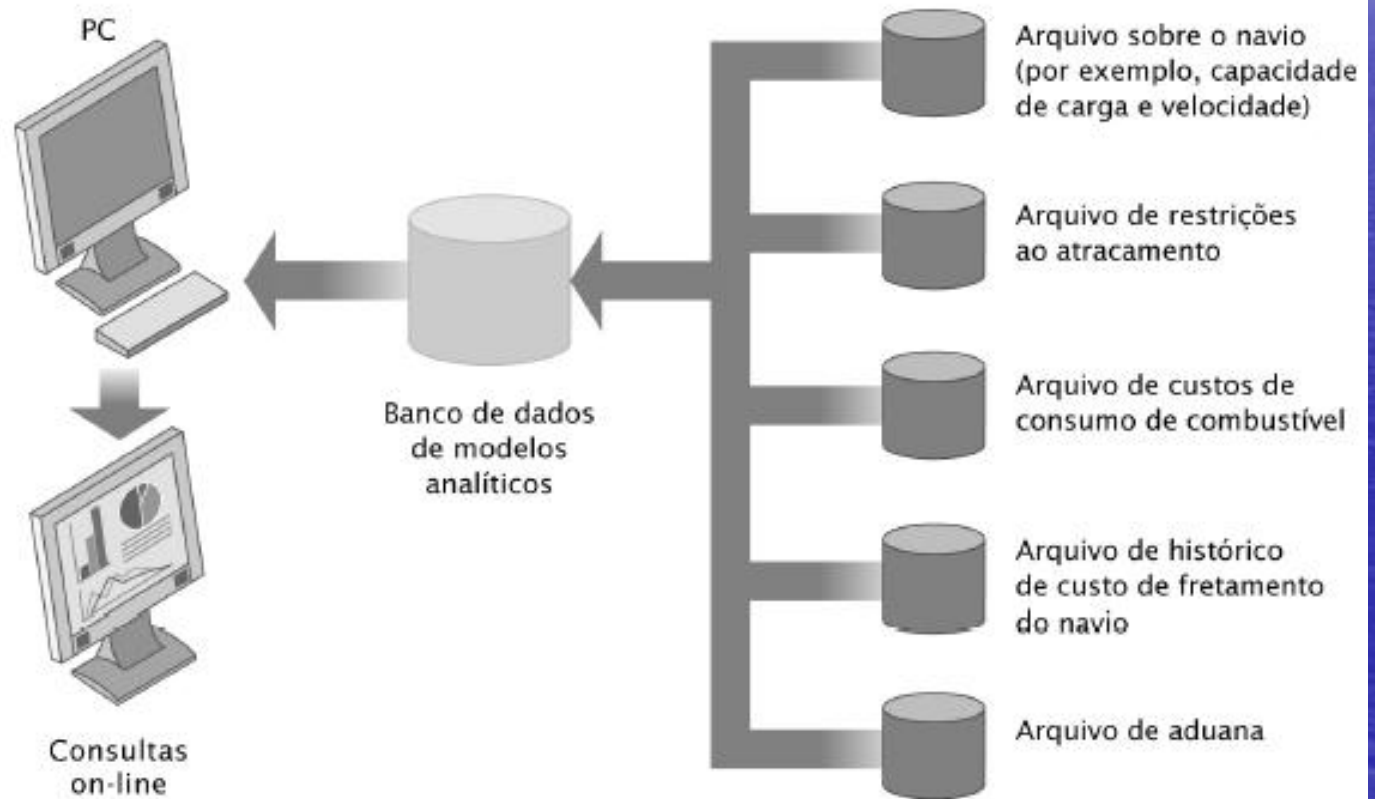 PC
Banco de dados
de modelos
analíticos
Consultas
on-line
Arquivo sobre o navio
(por exemplo, capacidade
de carga e velocidade)
Arquivo de restrições
ao atracamento
Arquivo de custos de
consumo de combustível
Arquivo de histórico
de custo de fretamento
do navio
Arquivo de aduana